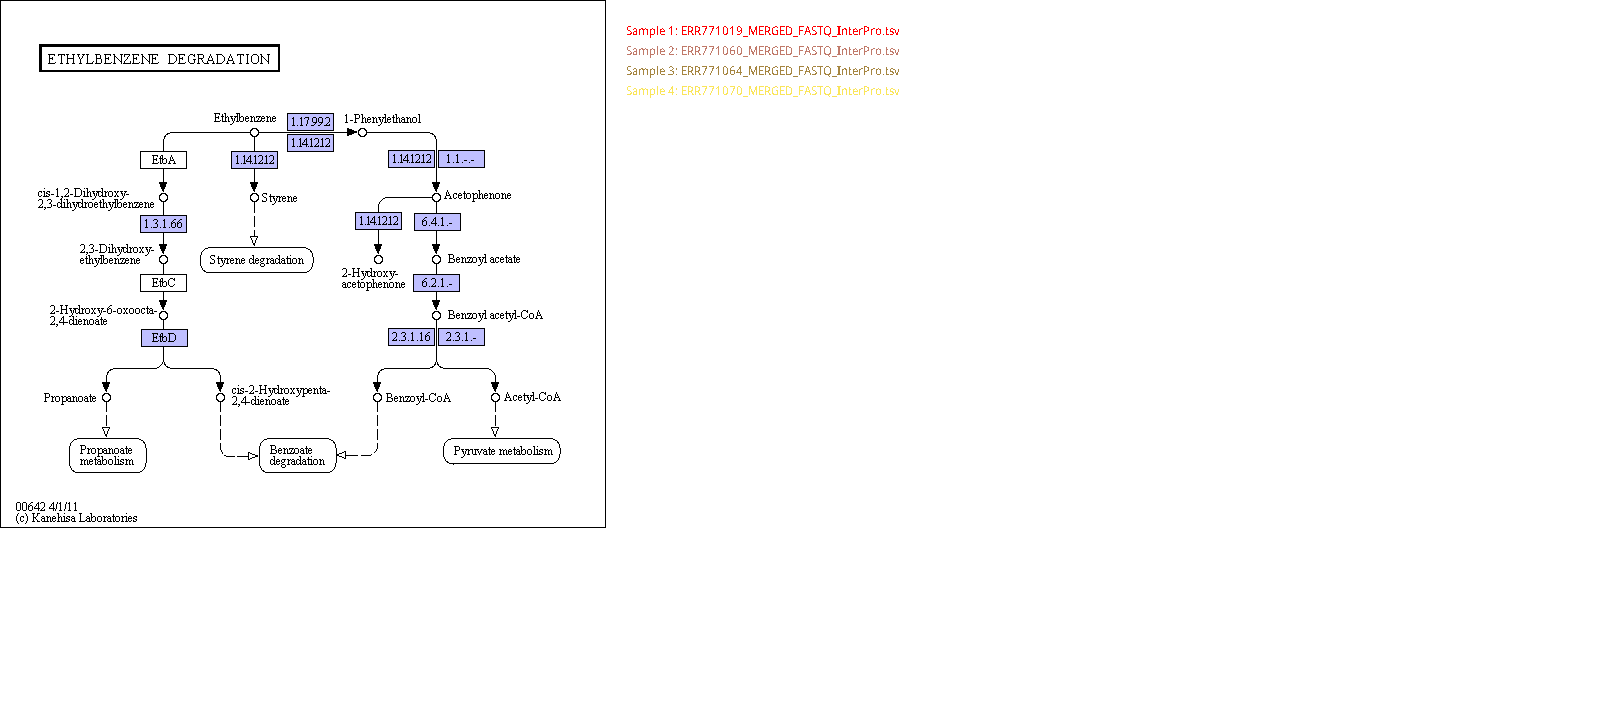 ETHYLBENZENE DEGRADATION
Sample 1: ERR771019_MERGED_FASTQ_InterPro.tsv
Sample 2: ERR771060_MERGED_FASTQ_InterPro.tsv
Sample 3: ERR771064_MERGED_FASTQ_InterPro.tsv
Sample 4: ERR771070_MERGED_FASTQ_InterPro.tsv
Ethylbenzene
1.17.99.2
1-Phenylethanol
1.14.12.12
EtbA
1.14.12.12
1.14.12.12
1.1.-.-
cis-1,2-Dihydroxy-
2,3-dihydroethylbenzene
Styrene
Acetophenone
1.3.1.66
1.14.12.12
6.4.1.-
2,3-Dihydroxy-
ethylbenzene
Styrene degradation
Benzoyl acetate
2-Hydroxy-
acetophenone
EtbC
6.2.1.-
2-Hydroxy-6-oxoocta-
2,4-dienoate
Benzoyl acetyl-CoA
EtbD
2.3.1.16
2.3.1.-
Propanoate
cis-2-Hydroxypenta-
2,4-dienoate
Benzoyl-CoA
Acetyl-CoA
Propanoate
metabolism
Benzoate
degradation
Pyruvate metabolism
00642 4/1/11
(c) Kanehisa Laboratories